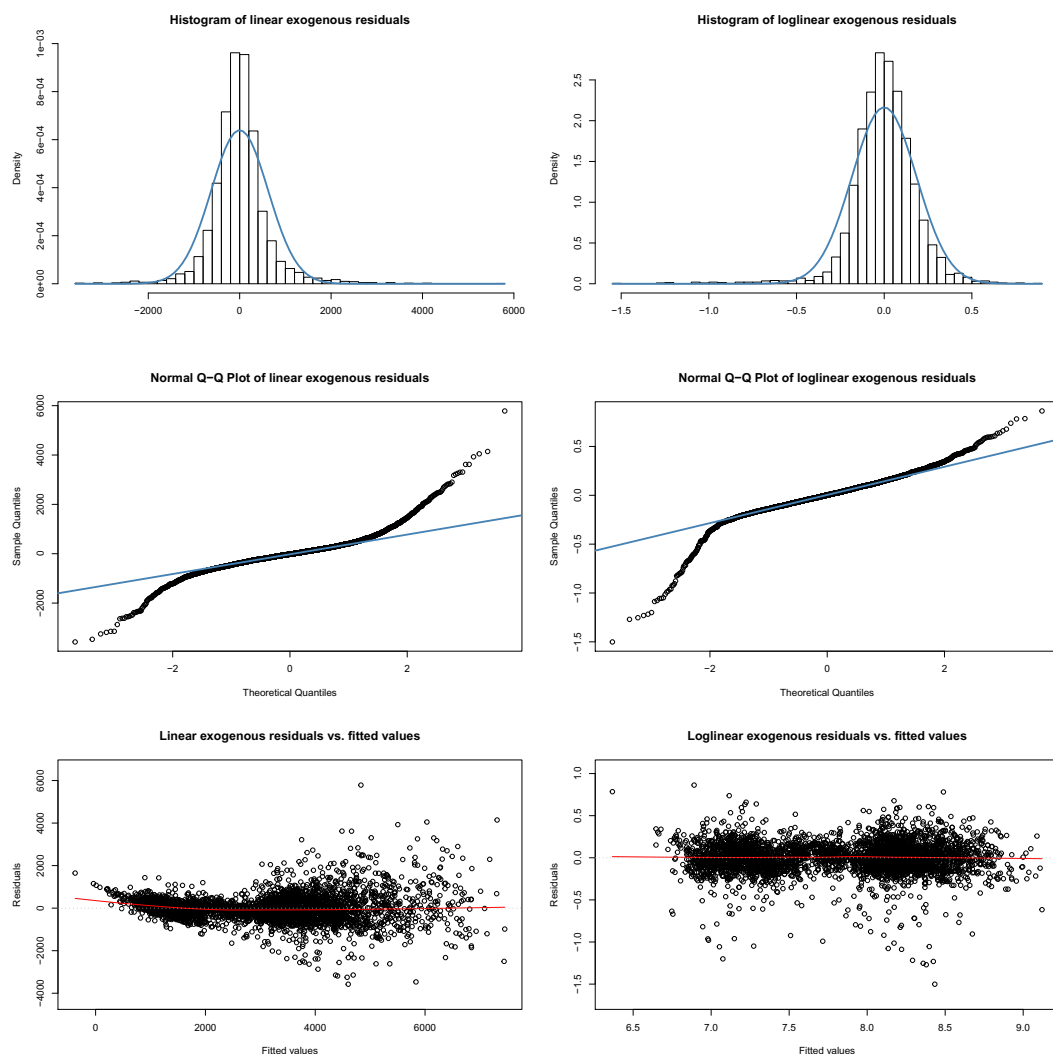 Histogram of linear exogenous residuals
Density
0e+00 2e−04 4e−04 6e−04 8e−04 1e−03
−2000 0 2000 4000 6000
Histogram of loglinear exogenous residuals
Density
0.0 0.5 1.0 1.5 2.0 2.5
−1.5 −1.0 −0.5 0.0 0.5
Normal Q−Q Plot of linear exogenous residuals
Sample Quantiles
−2000 0 2000 4000 6000
−2 0 2
Theoretical Quantiles
Normal Q−Q Plot of loglinear exogenous residuals
Sample Quantiles
−1.5 −1.0 −0.5 0.0 0.5
−2 0 2
Theoretical Quantiles
Linear exogenous residuals vs. fitted values
Residuals
−4000 −2000 0 2000 4000 6000
0 2000 4000 6000
Fitted values
Loglinear exogenous residuals vs. fitted values
Residuals
−1.5 −1.0 −0.5 0.0 0.5 1.0
6.5 7.0 7.5 8.0 8.5 9.0
Fitted values